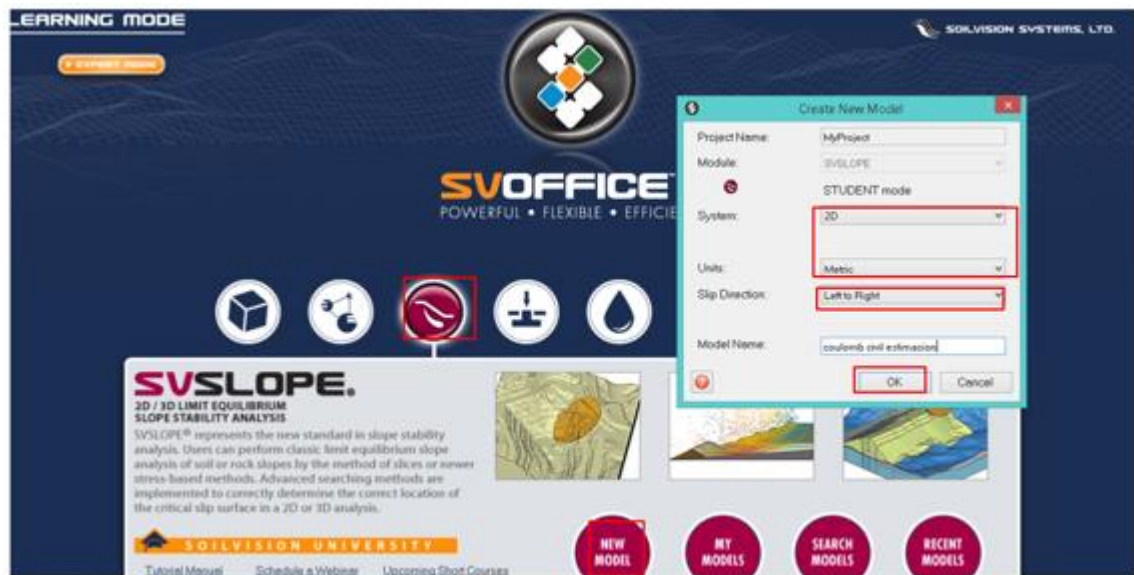 LEARNING MODE
SOILVISION SYSTEMS, LTD.
EXPERT MODE
SVOFFICE
POWERFUL • FLEXIBLE • EFFICIE
Create New Model
Project Name: MyProject
Module: SVSLOPE
STUDENT mode
System: 2D
Units: Metric
Slip Direction: Left to Right
Model Name: coulomb civil estimacion
OK Cancel
SVSLOPE®
2D / 3D LIMIT EQUILIBRIUM
SLOPE STABILITY ANALYSIS
SVSLOPE® represents the new standard in slope stability
analysis. Users can perform classic limit equilibrium slope
analysis of soil or rock slopes by the method of slices or newer
stress-based methods. Advanced searching methods are
implemented to correctly determine the correct location of
the critical slip surface in a 2D or 3D analysis.
SOILVISION UNIVERSITY
Tutorial Manual Schedule a Webinar Upcoming Short Courses
NEW
MODEL
MY
MODELS
SEARCH
MODELS
RECENT
MODELS